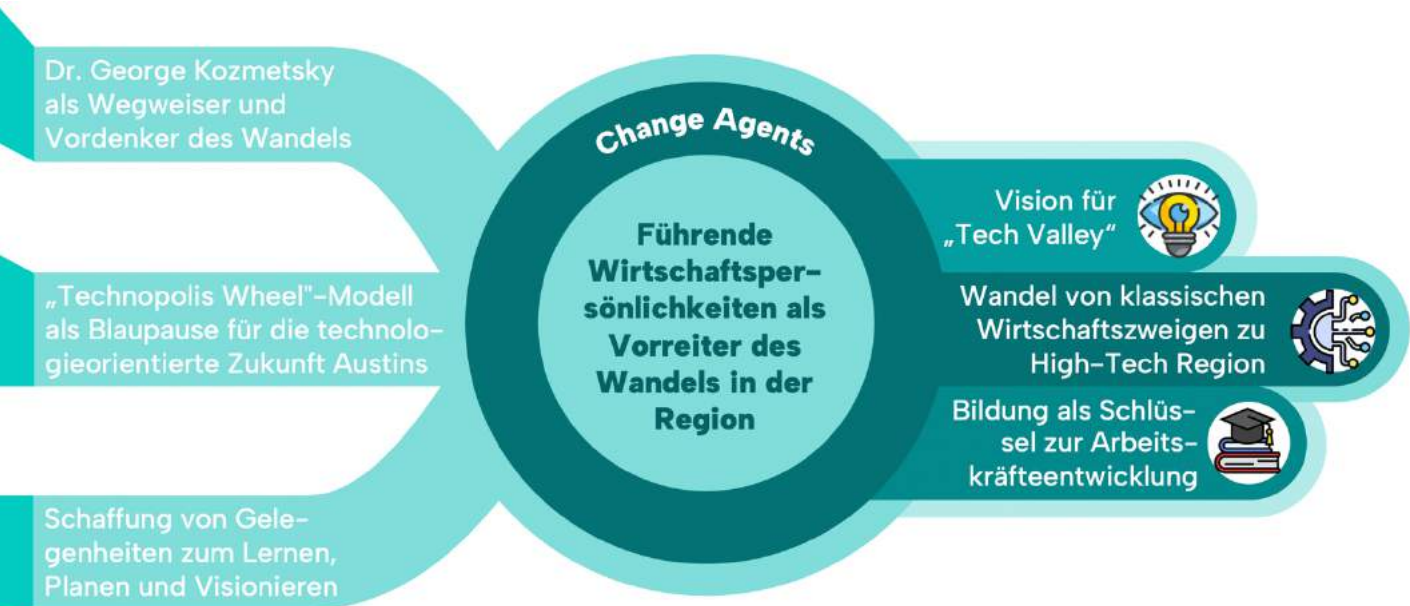 Dr. George Kozmetsky
als Wegweiser und
Vordenker des Wandels
„Technopolis Wheel"-Modell
als Blaupause für die technolo-
gieorientierte Zukunft Austins
Schaffung von Gele-
genheiten zum Lernen,
Planen und Visionieren
Change Agents
Führende
Wirtschaftsper-
sönlichkeiten als
Vorreiter des
Wandels in der
Region
Vision für
„Tech Valley“
Wandel von klassischen
Wirtschaftszweigen zu
High-Tech Region
Bildung als Schlüs-
sel zur Arbeits-
kräfteentwicklung